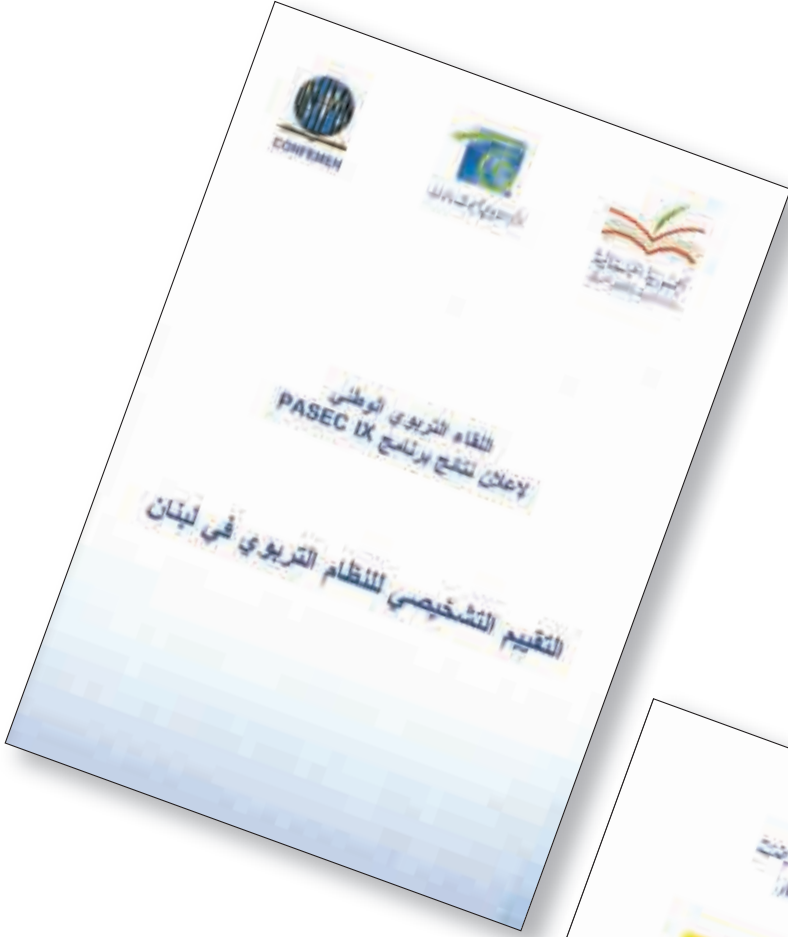 CONFEMEN
اللقاء التربوي الوطني
لإعلان نتائج برنامج PASEC IX
التقييم التشخيصي للنظام التربوي في لبنان